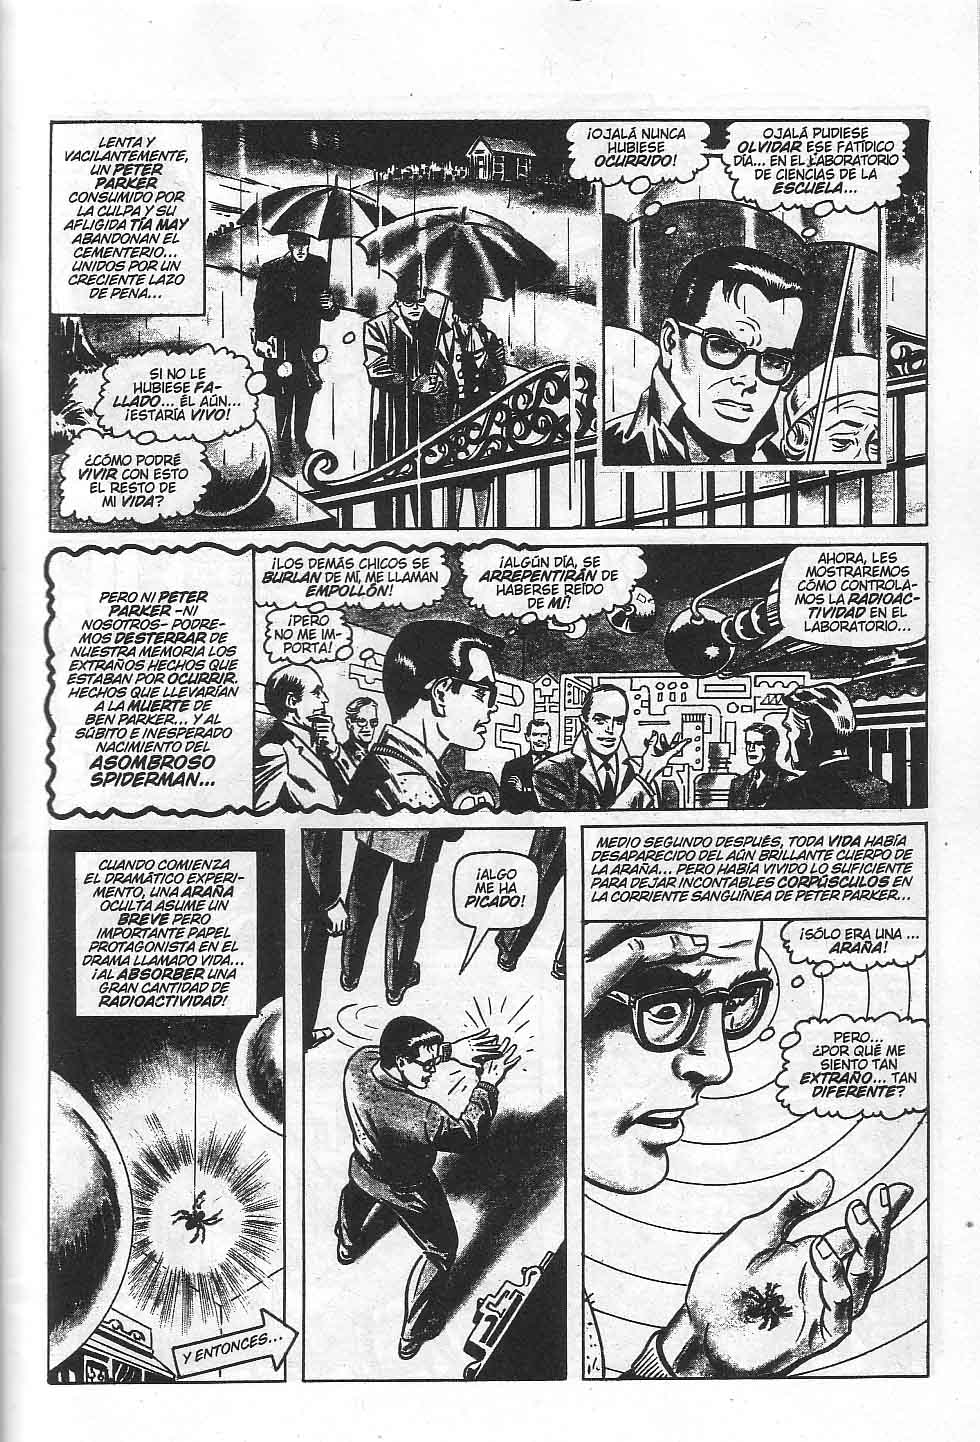 LENTA Y
VACILANTEMENTE,
UN PETER
PARKER
CONSUMIDO POR
LA CULPA Y SU
AFLIGIDA TÍA MAY
ABANDONAN EL
CEMENTERIO...
UNIDOS POR UN
CRECIENTE LAZO
DE PENA...
SI NO LE
HUBIESE FA-
LLADO... ÉL AÚN...
¡ESTARÍA VIVO!
¿CÓMO PODRÉ
VIVIR CON ESTO
EL RESTO DE
MI VIDA?
¡OJALÁ NUNCA
HUBIESE
OCURRIDO!
OJALÁ PUDIESE
OLVIDAR ESE FATÍDICO
DÍA... EN EL LABORATORIO
DE CIENCIAS DE LA
ESCUELA...
PERO NI PETER
PARKER -NI
NOSOTROS- PODRE-
MOS DESTERRAR DE
NUESTRA MEMORIA LOS
EXTRAÑOS HECHOS QUE
ESTABAN POR OCURRIR.
HECHOS QUE LLEVARÍAN
A LA MUERTE DE
BEN PARKER... Y AL
SÚBITO E INESPERADO
NACIMIENTO DEL
ASOMBROSO
SPIDERMAN...
¡LOS DEMÁS CHICOS SE
BURLAN DE MÍ, ME LLAMAN
EMPOLLÓN!
¡PERO
NO ME IM-
PORTA!
¡ALGÚN DÍA, SE
ARREPENTIRÁN DE
HABERSE REÍDO
DE MÍ!
AHORA, LES
MOSTRAREMOS
CÓMO CONTROLA-
MOS LA RADIOAC-
TIVIDAD EN EL
LABORATORIO...
CUANDO COMIENZA
EL DRAMÁTICO EXPERI-
MENTO, UNA ARAÑA
OCULTA ASUME UN
BREVE PERO
IMPORTANTE PAPEL
PROTAGONISTA EN EL
DRAMA LLAMADO VIDA...
¡AL ABSORBER UNA
GRAN CANTIDAD DE
RADIOACTIVIDAD!
Y ENTONCES...
¡ALGO
ME HA
PICADO!
MEDIO SEGUNDO DESPUÉS, TODA VIDA HABÍA
DESAPARECIDO DEL AÚN BRILLANTE CUERPO DE
LA ARAÑA... PERO HABÍA VIVIDO LO SUFICIENTE
PARA DEJAR INCONTABLES CORPÚSCULOS EN
LA CORRIENTE SANGUÍNEA DE PETER PARKER...
¡SÓLO ERA UNA ...
ARAÑA!
PERO...
¿POR QUÉ ME
SIENTO TAN
EXTRAÑO... TAN
DIFERENTE?